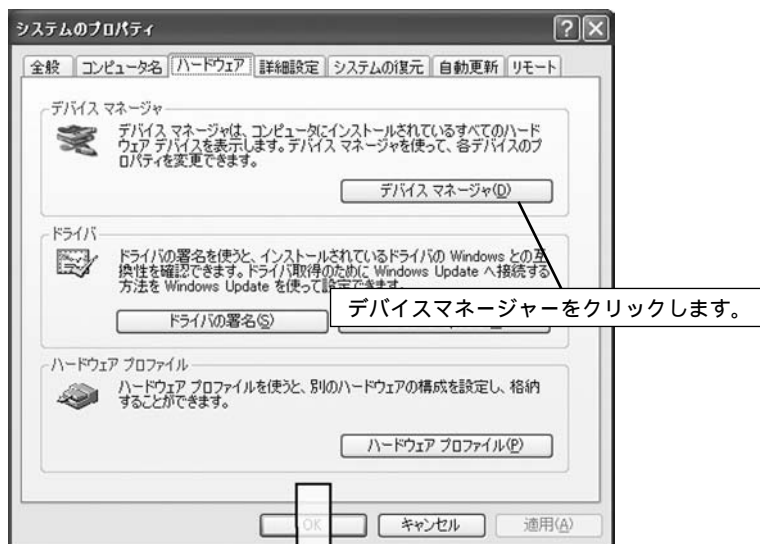 システムのプロパティ
全般 コンピュータ名 ハードウェア 詳細設定 システムの復元 自動更新 リモート
デバイス マネージャ
デバイス マネージャは、コンピュータにインストールされているすべてのハード
ウェア デバイスを表示します。デバイス マネージャを使って、各デバイスのプ
ロパティを変更できます。
デバイス マネージャ(D)
ドライバ
ドライバの署名を使うと、インストールされているドライバの Windows との互
換性を確認できます。ドライバ取得のために Windows Update へ接続する
方法を Windows Update を使って設定できます。
デバイスマネージャーをクリックします。
ドライバの署名(S)
ハードウェア プロファイル
ハードウェア プロファイルを使うと、別のハードウェアの構成を設定し、格納
することができます。
ハードウェア プロファイル(P)
OK キャンセル 適用(A)